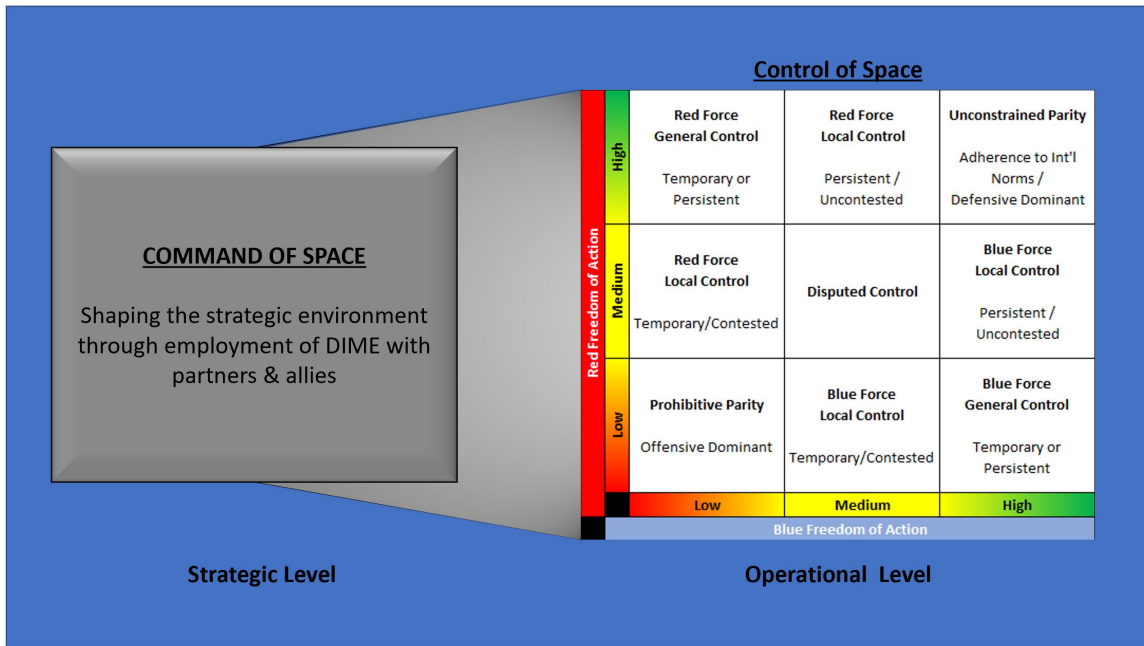 COMMAND OF SPACE
Shaping the strategic environment
through employment of DIME with
partners & allies
Strategic Level
Control of Space
Red Freedom of Action
High
Red Force
General Control
Temporary or
Persistent
Red Force
Local Control
Persistent /
Uncontested
Unconstrained Parity
Adherence to Int'l
Norms /
Defensive Dominant
Medium
Red Force
Local Control
Temporary/Contested
Disputed Control
Blue Force
Local Control
Persistent /
Uncontested
Low
Prohibitive Parity
Offensive Dominant
Blue Force
Local Control
Temporary/Contested
Blue Force
General Control
Temporary or
Persistent
Low
Medium
High
Blue Freedom of Action
Operational Level